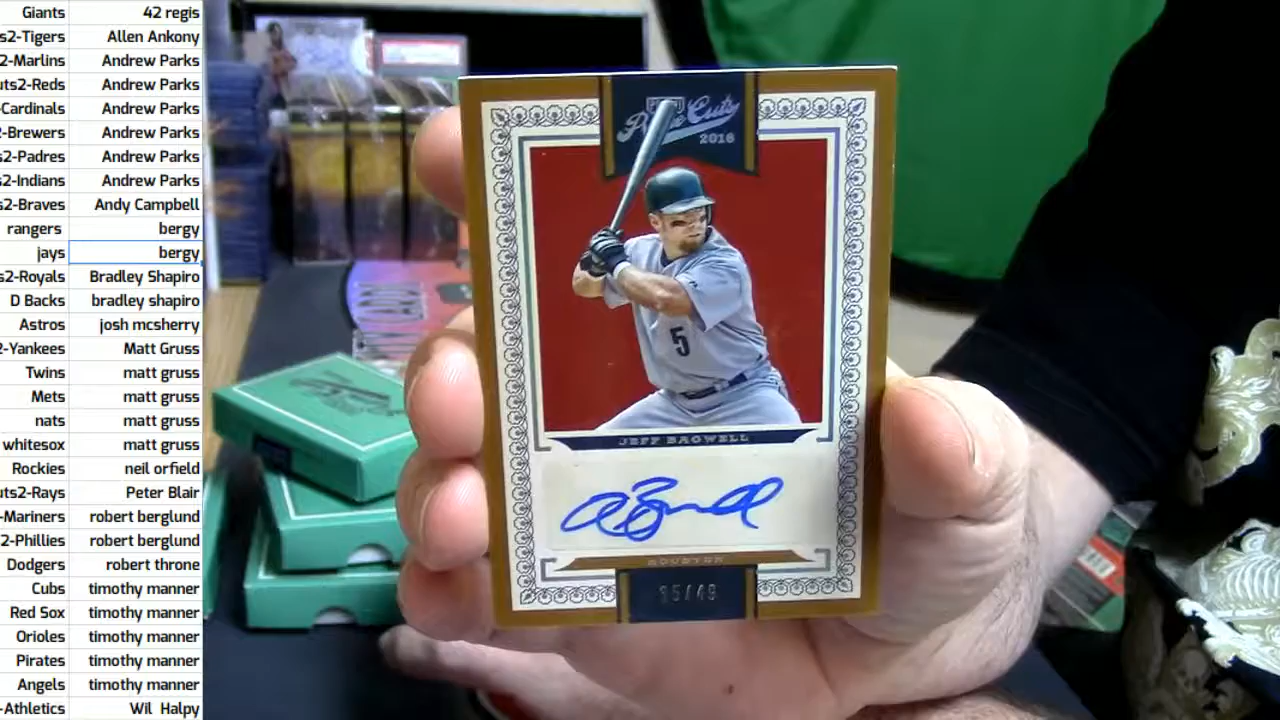 Giants 42 regis
s2-Tigers Allen Ankony
2-Marlins Andrew Parks
uts2-Reds Andrew Parks
-Cardinals Andrew Parks
2-Brewers Andrew Parks
s2-Padres Andrew Parks
s2-Indians Andrew Parks
s2-Braves Andy Campbell
rangers bergy
jays bergy
s2-Royals Bradley Shapiro
D Backs bradley shapiro
Astros josh mcsherry
2-Yankees Matt Gruss
Twins matt gruss
Mets matt gruss
nats matt gruss
whitesox matt gruss
Rockies neil orfield
uts2-Rays Peter Blair
-Mariners robert berglund
2-Phillies robert berglund
Dodgers robert throne
Cubs timothy manner
Red Sox timothy manner
Orioles timothy manner
Pirates timothy manner
Angels timothy manner
-Athletics Wil Halpy
Prime Cuts
2016
5
JEFF BAGWELL
HOUSTON